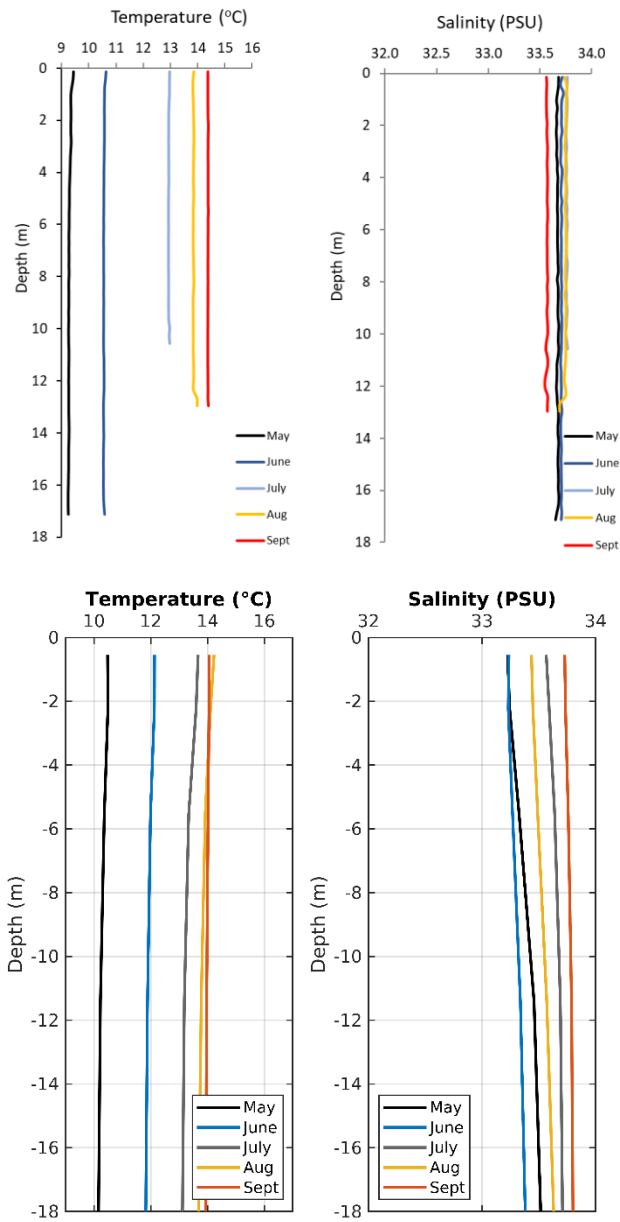 Temperature (°C)
9 10 11 12 13 14 15 16
0
2
4
6
8
10
12
14
16
18
Depth (m)
May
June
July
Aug
Sept
Salinity (PSU)
32.0 32.5 33.0 33.5 34.0
0
2
4
6
8
10
12
14
16
18
Depth (m)
May
June
July
Aug
Sept
Temperature (°C)
10 12 14 16
0
-2
-4
-6
-8
-10
-12
-14
-16
-18
Depth (m)
May
June
July
Aug
Sept
Salinity (PSU)
32 33 34
0
-2
-4
-6
-8
-10
-12
-14
-16
-18
Depth (m)
May
June
July
Aug
Sept